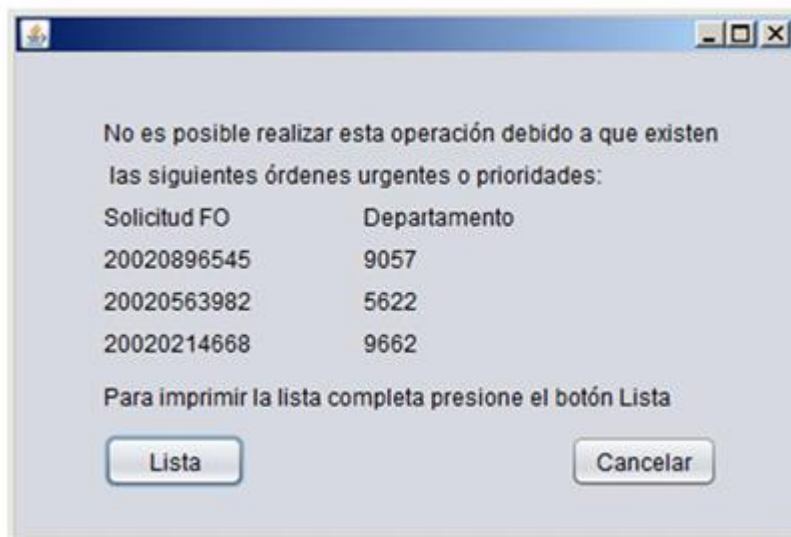 No es posible realizar esta operación debido a que existen
las siguientes órdenes urgentes o prioridades:
Solicitud FO Departamento
20020896545 9057
20020563982 5622
20020214668 9662
Para imprimir la lista completa presione el botón Lista
Lista Cancelar